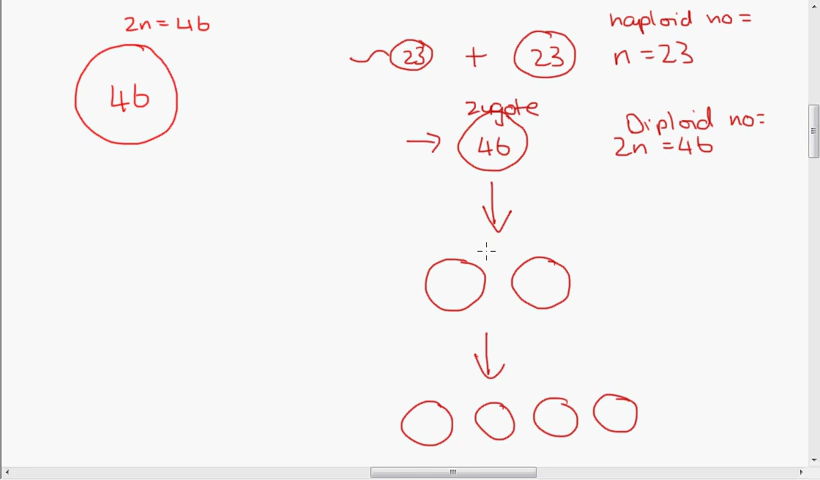 2n = 46
46
23 + 23
haploid no=
n = 23
zygote
→ 46
Diploid no=
2n = 46